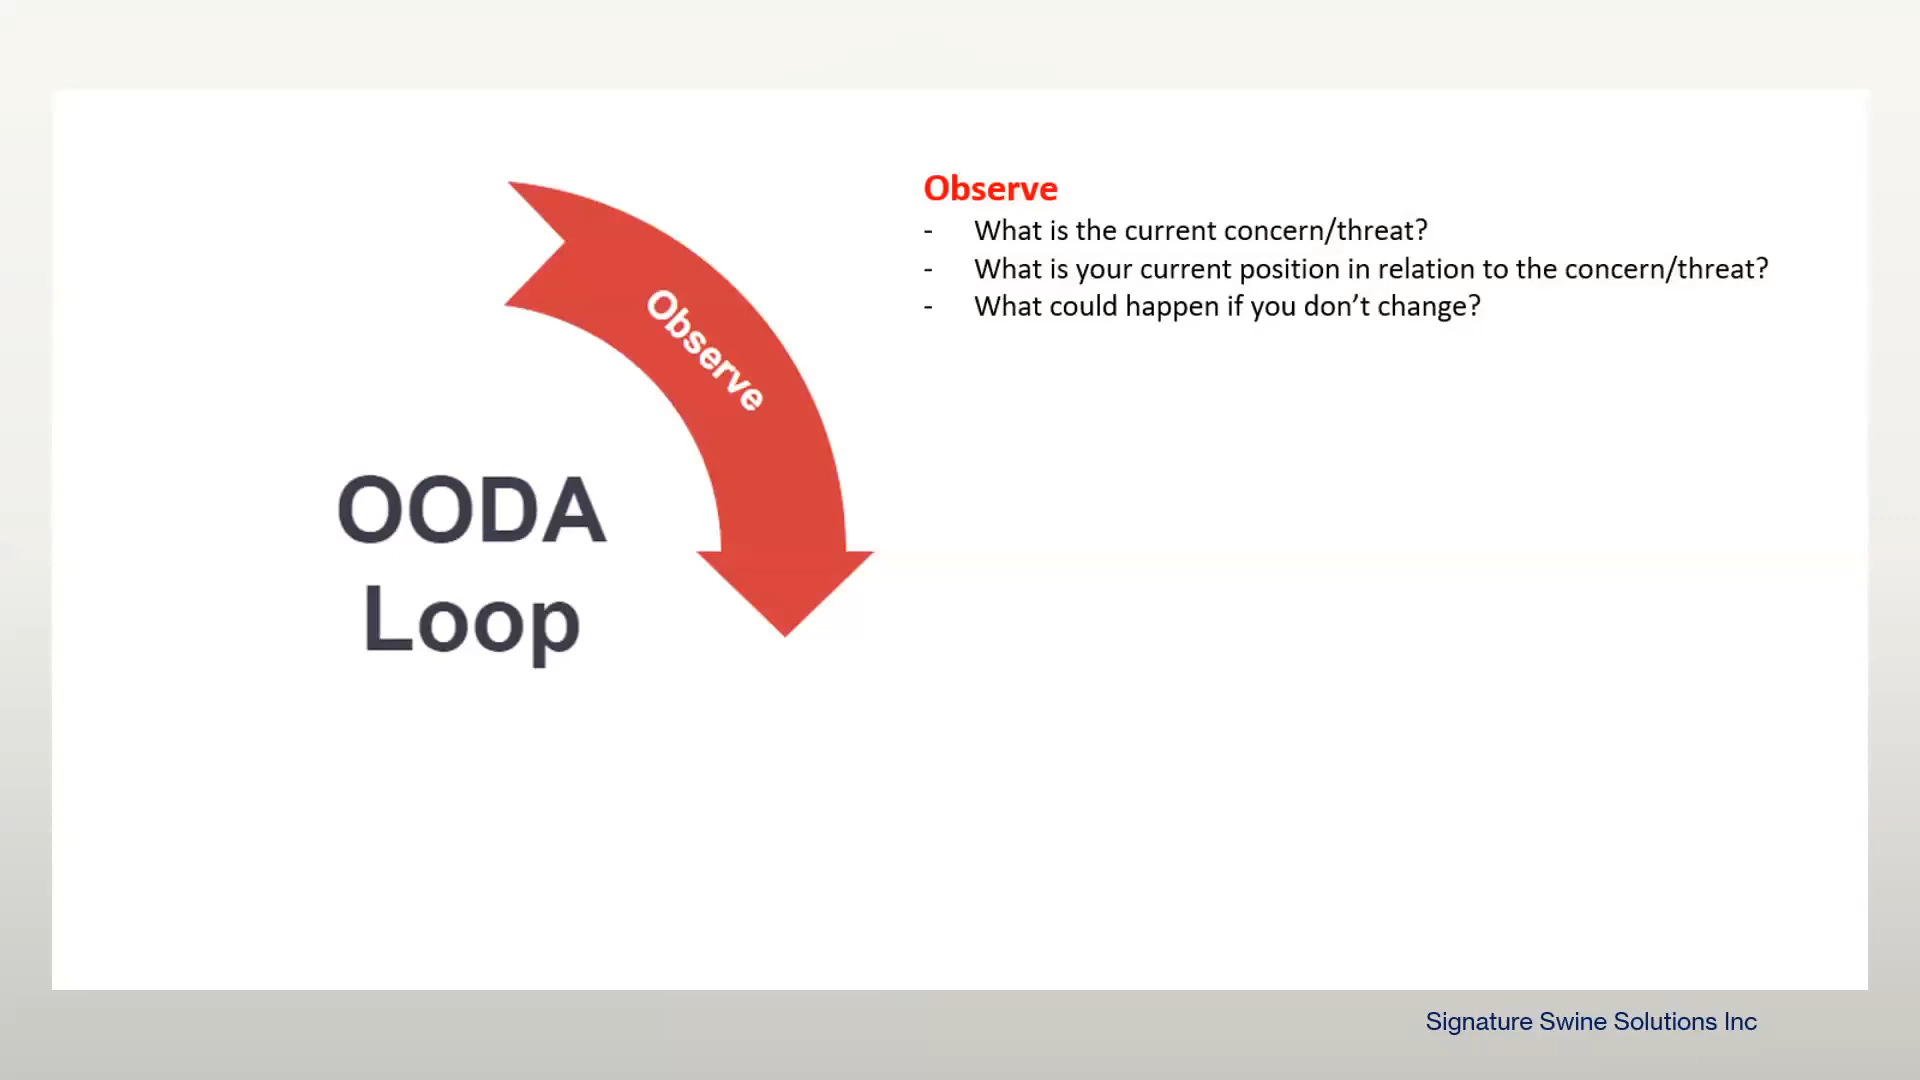 Observe
- What is the current concern/threat?
- What is your current position in relation to the concern/threat?
- What could happen if you don’t change?
Observe
OODA
Loop
Signature Swine Solutions Inc